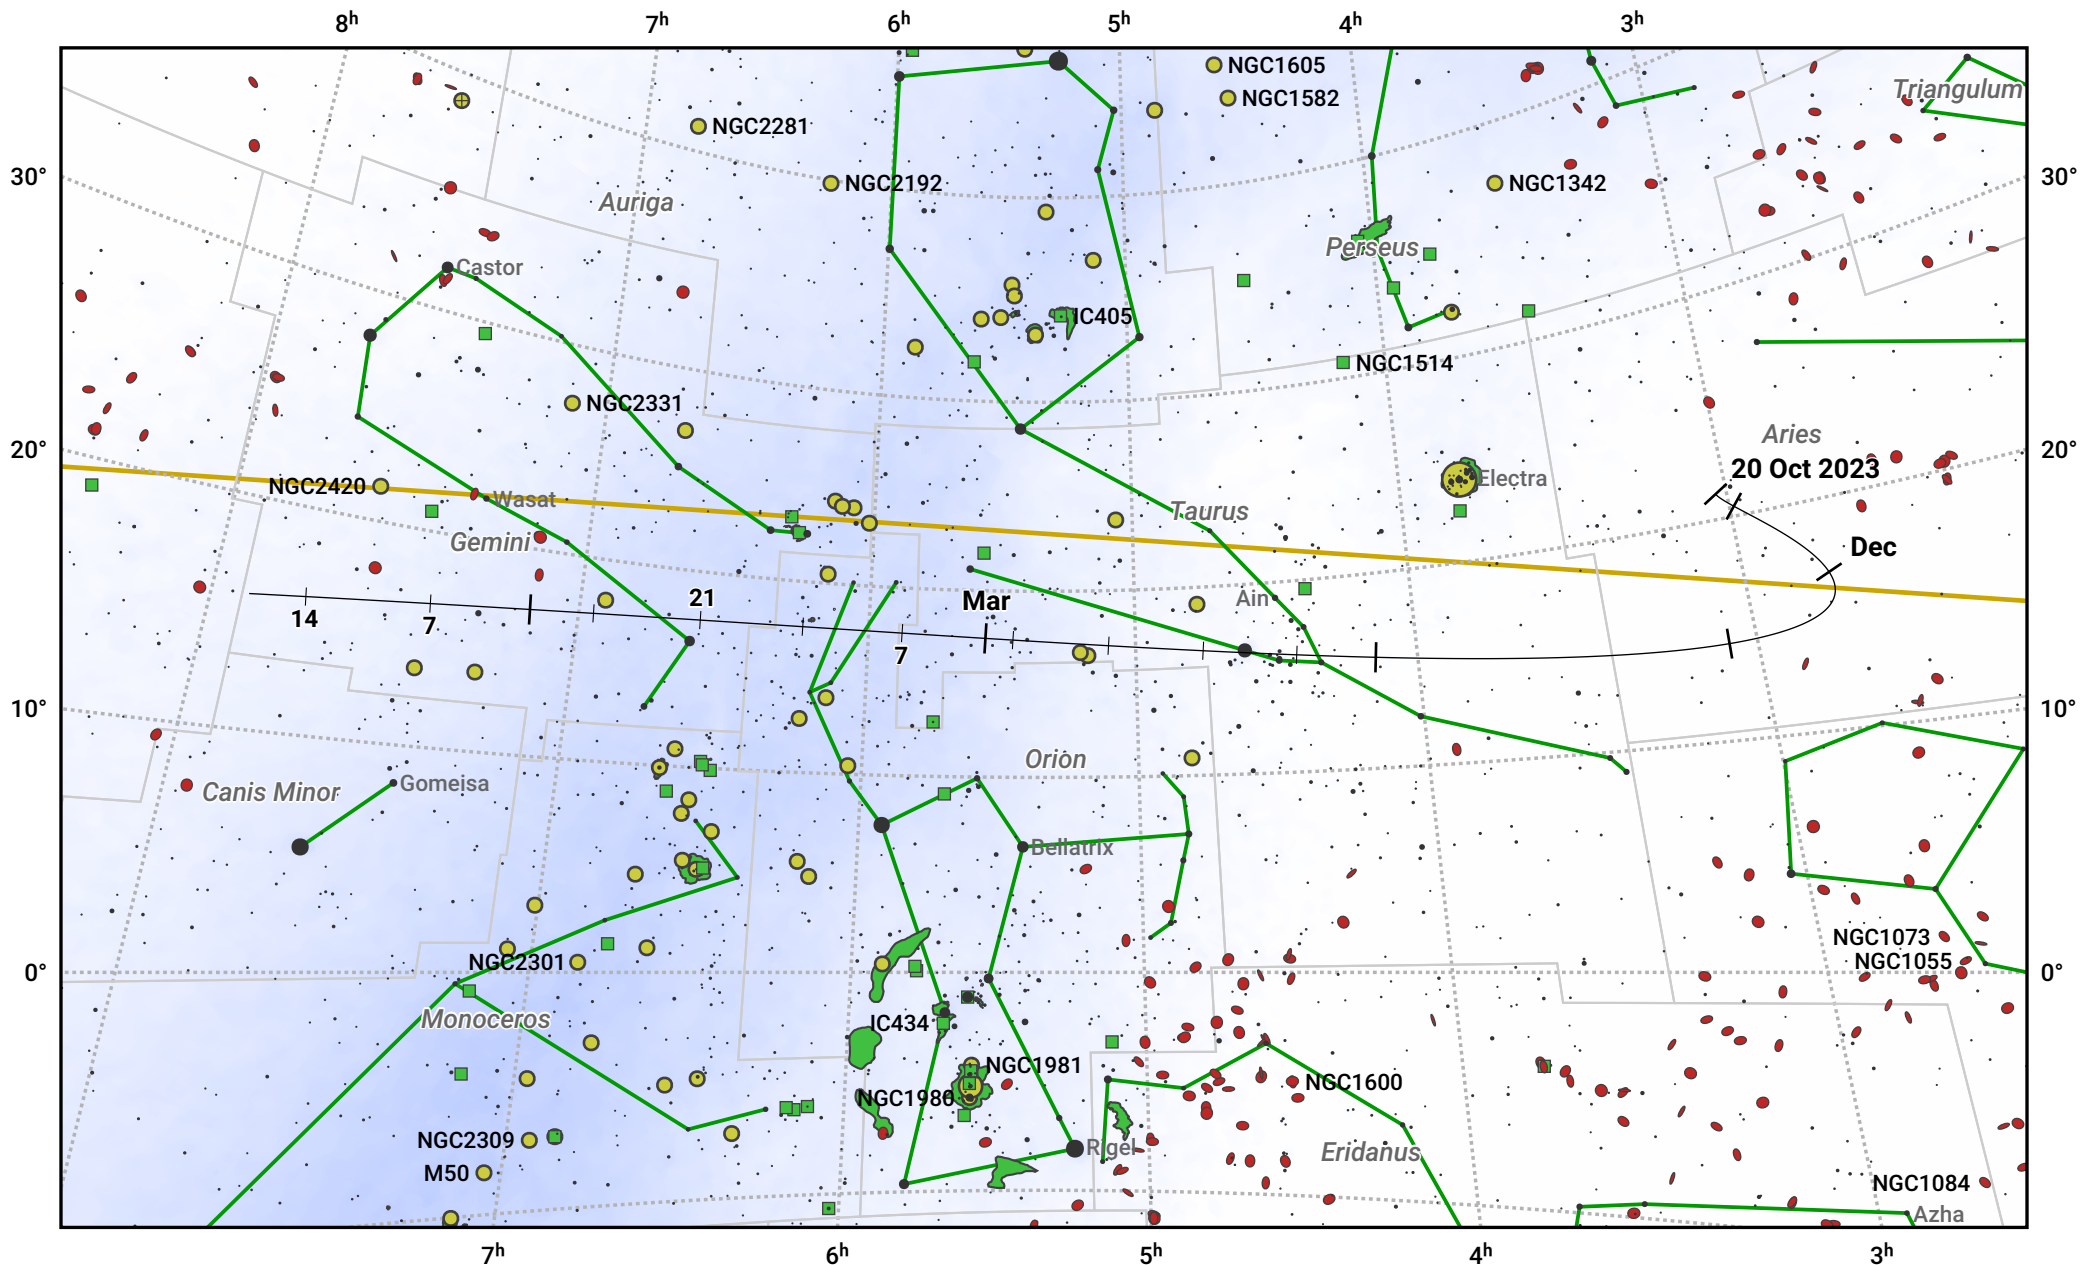 8h 7h 6h 5h 4h 3h
NGC1605
Triangulum
NGC1582
NGC2281
30° 30°
NGC2192 NGC1342
Auriga
Perseus
Castor
IC405
NGC1514
NGC2331
Aries
20° 20°
20 Oct 2023
Electra
NGC2420
Wasat
Taurus
Gemini
Dec
21
Ain
Mar
14
7
7
10° 10°
Orion
Gomeisa
Canis Minor
Bellatrix
NGC1073
NGC2301
NGC1055
0° 0°
Monoceros
IC434
NGC1981
NGC1600
NGC1980
NGC2309
Rigel
Eridanus
M50
NGC1084
Azha
7h 6h 5h 4h 3h